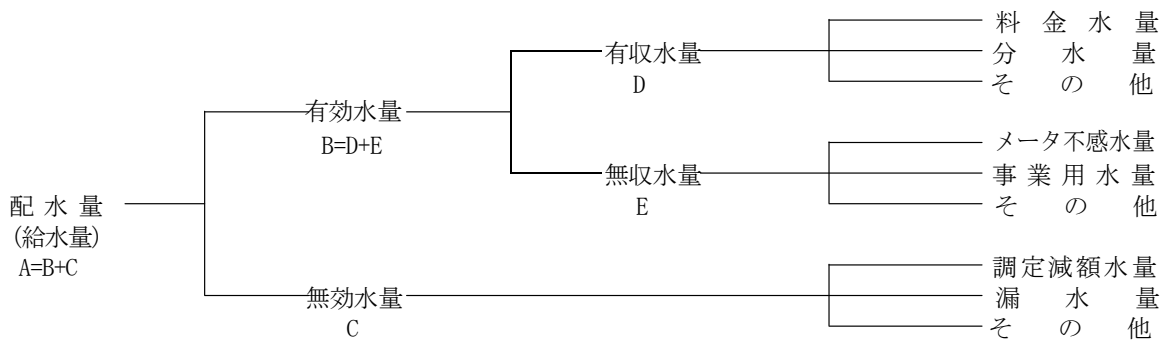 料金水量
有収水量
分水量
D
その他
有効水量
B=D+E
メータ不感水量
無収水量
事業用水量
E
その他
配水量
(給水量)
A=B+C
調定減額水量
無効水量
漏水量
C
その他